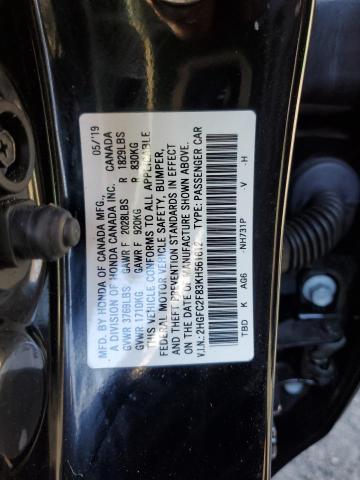 MFD. BY HONDA OF CANADA MFG., 05/'19
A DIVISION OF HONDA CANADA INC. CANADA
GVWR 3769LBS GAWR F 2028LBS R 1829LBS
GVWR 1710KG GAWR F 920KG R 830KG
THIS VEHICLE CONFORMS TO ALL APPLICABLE
FEDERAL MOTOR VEHICLE SAFETY, BUMPER,
AND THEFT PREVENTION STANDARDS IN EFFECT
ON THE DATE OF MANUFACTURE SHOWN ABOVE.
V.I.N.: TYPE: PASSENGER CAR
TBD K AG6 -NH731P -V -H